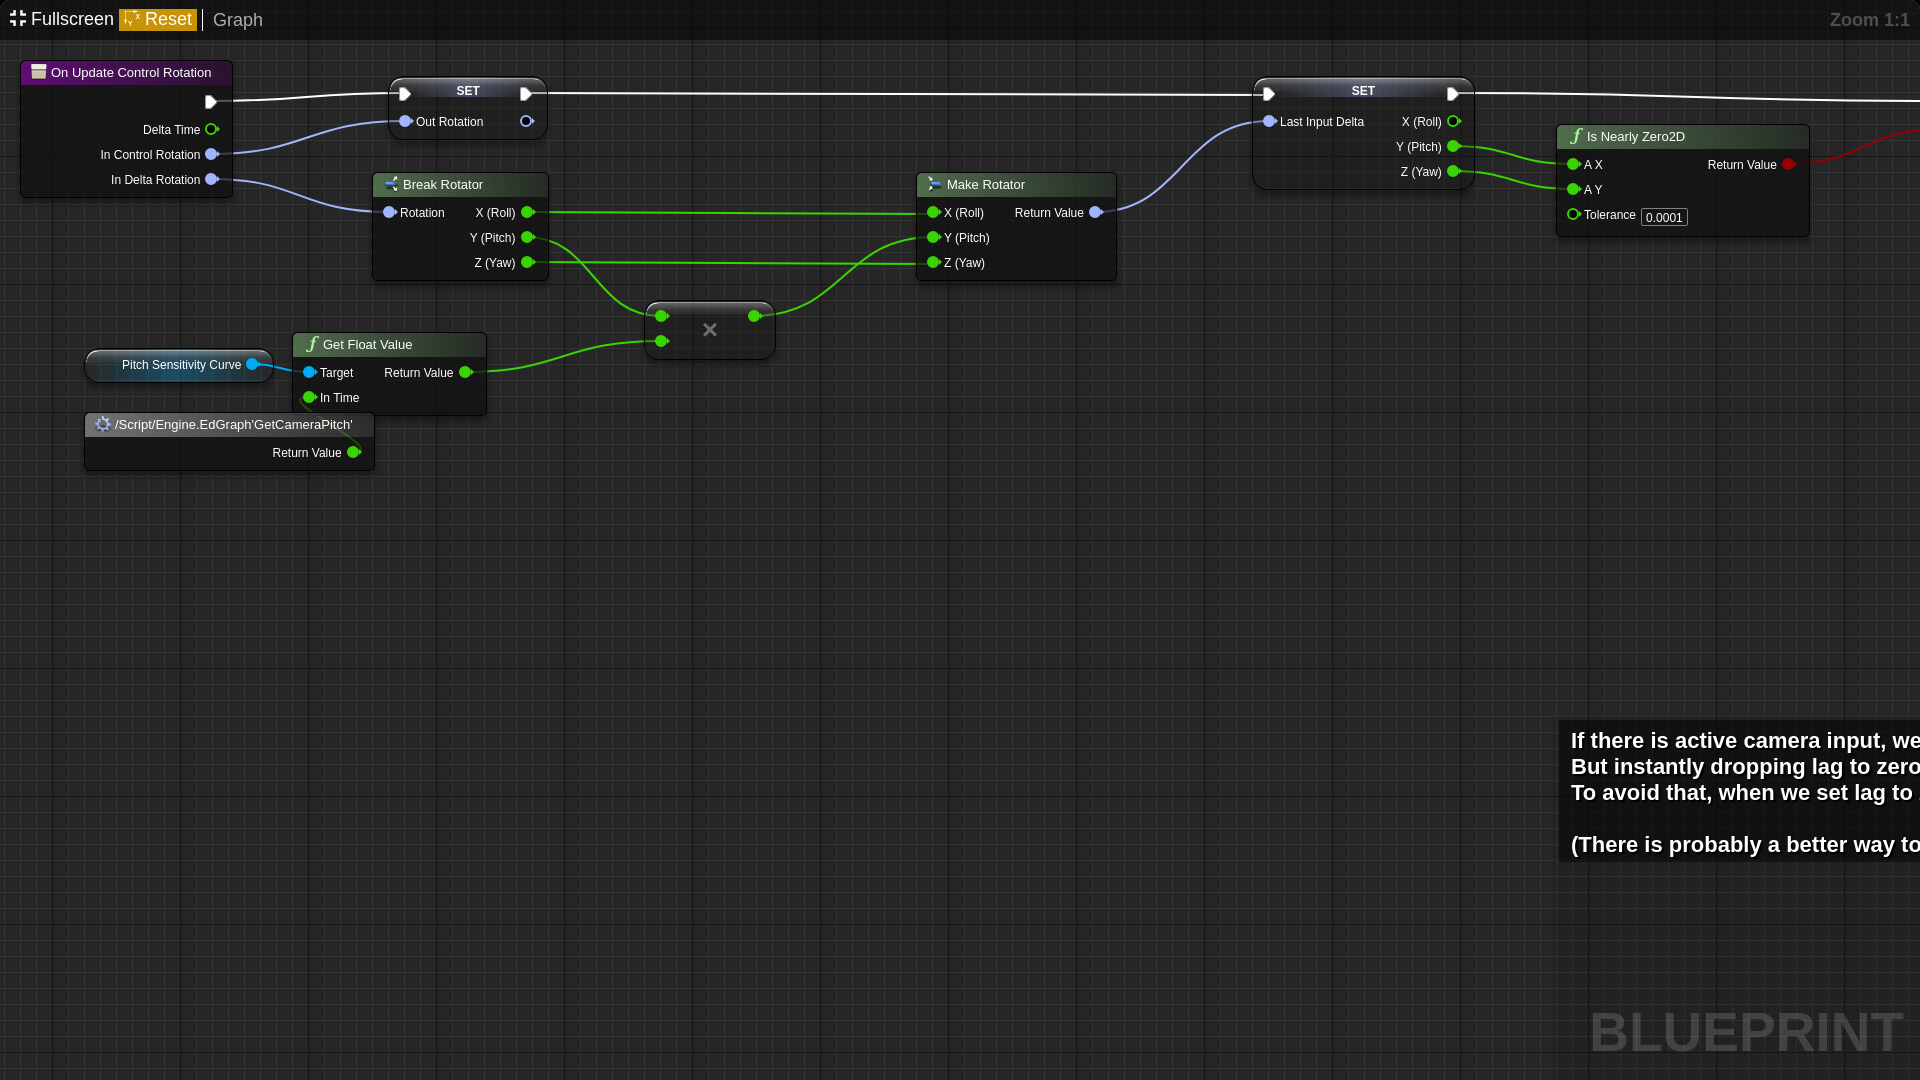 Fullscreen Reset Graph Zoom 1:1
On Update Control Rotation
Delta Time
In Control Rotation
In Delta Rotation
SET
Out Rotation
Break Rotator
Rotation X (Roll)
Y (Pitch)
Z (Yaw)
Pitch Sensitivity Curve
Get Float Value
Target Return Value
In Time
/Script/Engine.EdGraph'GetCameraPitch'
Return Value
Make Rotator
X (Roll) Return Value
Y (Pitch)
Z (Yaw)
SET
Last Input Delta X (Roll)
Y (Pitch)
Z (Yaw)
Is Nearly Zero2D
A X Return Value
A Y
Tolerance 0.0001
If there is active camera input, we
But instantly dropping lag to zero
To avoid that, when we set lag to
(There is probably a better way to
BLUEPRINT